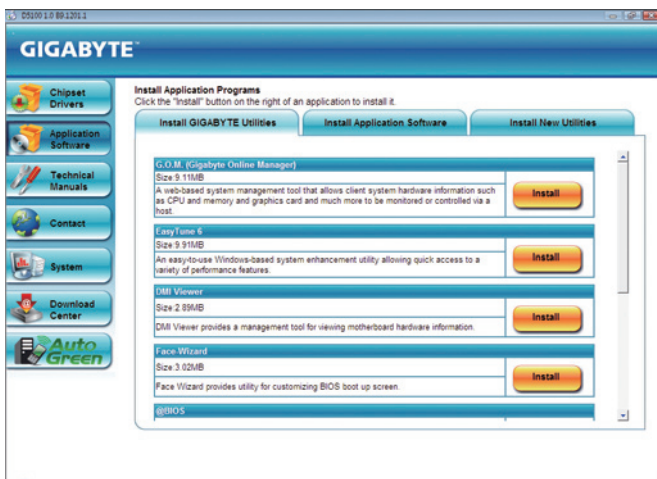 D5100 1.0 B9.1201.1
GIGABYTE™
Chipset
Drivers
Application
Software
Technical
Manuals
Contact
System
Download
Center
Auto
Green
Install Application Programs
Click the "Install" button on the right of an application to install it.
Install GIGABYTE Utilities
Install Application Software
Install New Utilities
G.O.M. (Gigabyte Online Manager)
Size:9.11MB
A web-based system management tool that allows client system hardware information such
as CPU and memory and graphics card and much more to be monitored or controlled via a
host.
Install
EasyTune 6
Size:9.91MB
An easy-to-use Windows-based system enhancement utility allowing quick access to a
variety of performance features.
Install
DMI Viewer
Size:2.89MB
DMI Viewer provides a management tool for viewing motherboard hardware information.
Install
Face-Wizard
Size:3.02MB
Face Wizard provides utility for customizing BIOS boot up screen.
Install
@BIOS